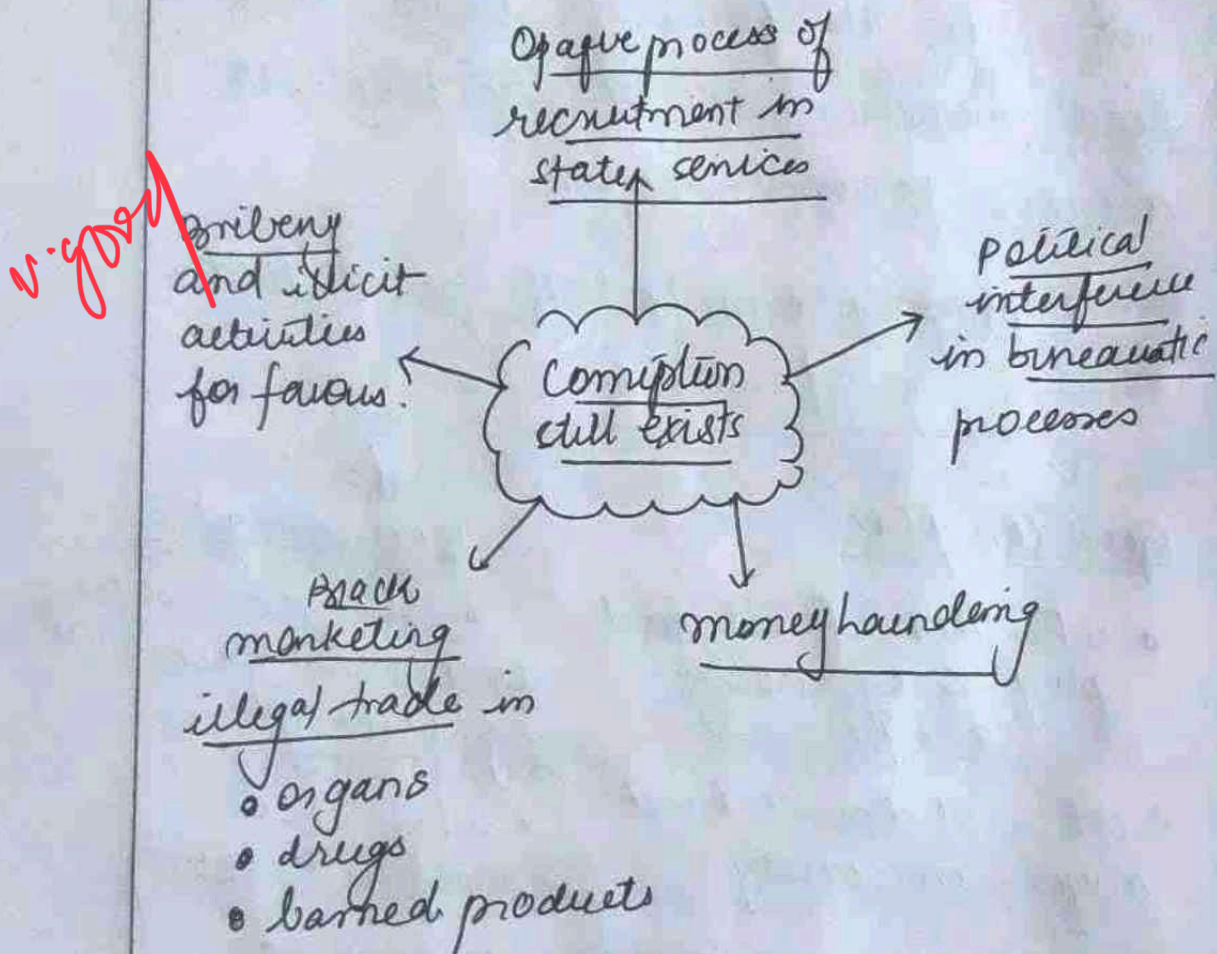 Opaque process of
recruitment in
state services
v.good
Bribery
and illicit
activities
for favours.
Political
interference
in bureaucratic
processes
Corruption
still exists
Black
marketing
illegal trade in
• organs
• drugs
• banned products
money laundering